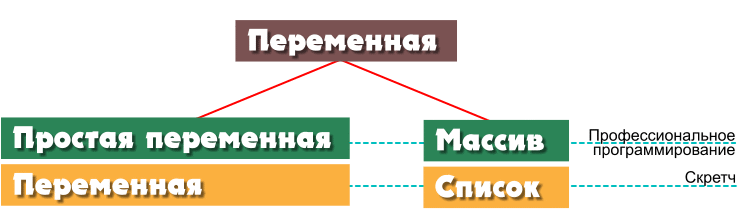 Переменная
Простая переменная
Массив
Профессиональное
программирование
Переменная
Список
Скретч